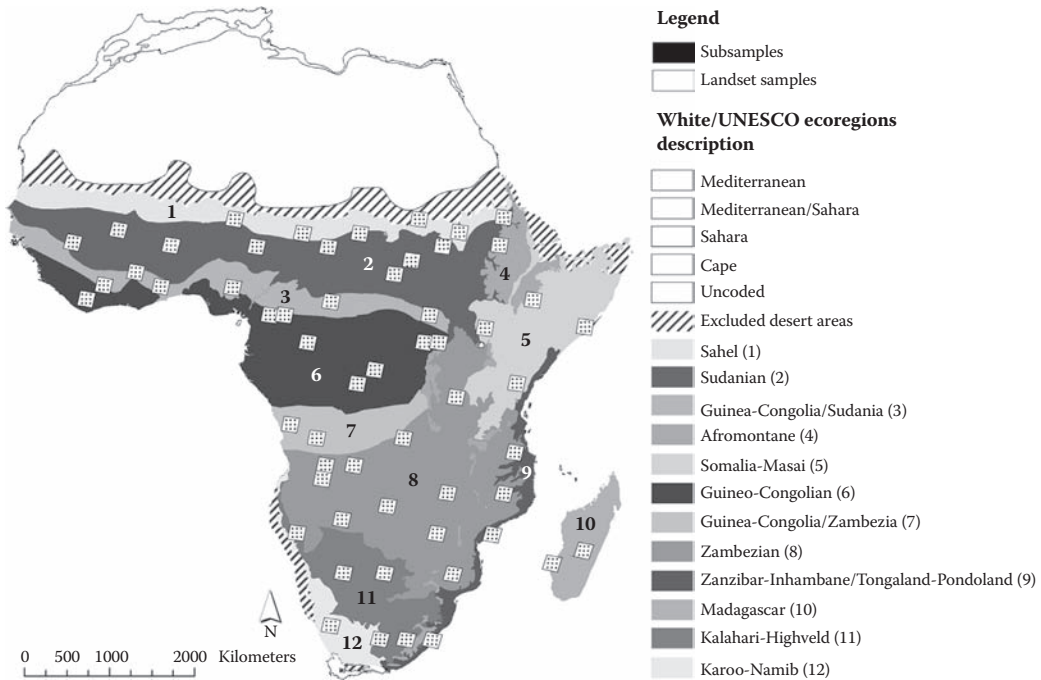 Legend
Subsamples
Landset samples
White/UNESCO ecoregions
description
Mediterranean
Mediterranean/Sahara
Sahara
Cape
Uncoded
Excluded desert areas
Sahel (1)
Sudanian (2)
Guinea-Congolia/Sudania (3)
Afromontane (4)
Somalia-Masai (5)
Guineo-Congolian (6)
Guinea-Congolia/Zambezia (7)
Zambezian (8)
Zanzibar-Inhambane/Tongaland-Pondoland (9)
Madagascar (10)
Kalahari-Highveld (11)
Karoo-Namib (12)
1
2
3
4
5
6
7
8
9
10
11
12
N
0 500 1000 2000 Kilometers